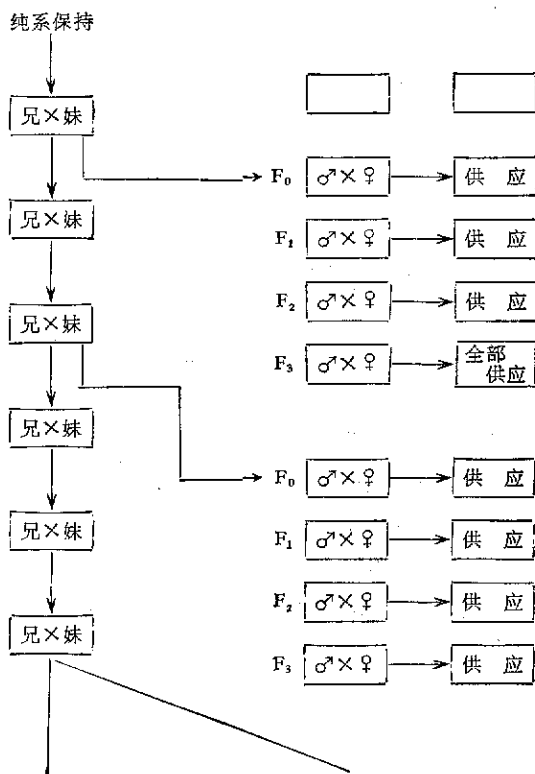 纯系保持
兄×妹
F₀ ♂×♀ 供 应
兄×妹
F₁ ♂×♀ 供 应
F₂ ♂×♀ 供 应
兄×妹
F₃ ♂×♀ 全部
供应
兄×妹
F₀ ♂×♀ 供 应
兄×妹
F₁ ♂×♀ 供 应
F₂ ♂×♀ 供 应
兄×妹
F₃ ♂×♀ 供 应